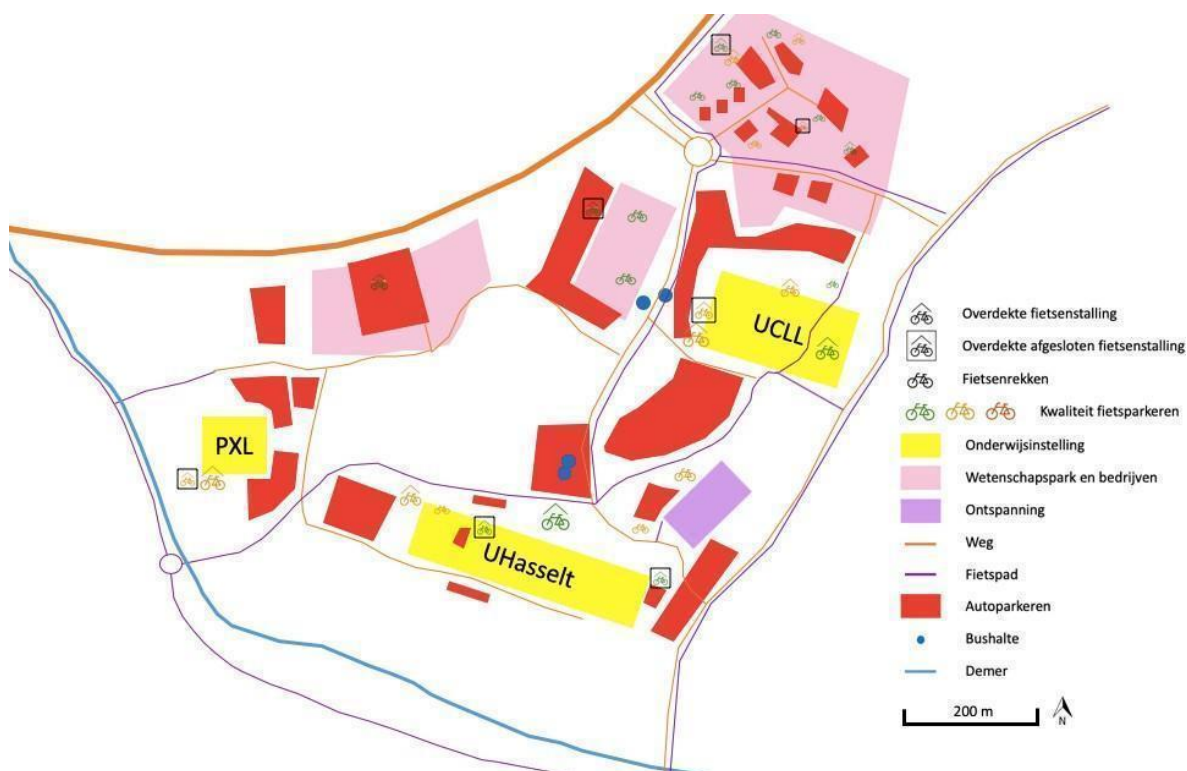 UCLL
PXL
UHasselt
Overdekte fietsenstalling
Overdekte afgesloten fietsenstalling
Fietsenrekken
Kwaliteit fietsparkeren
Onderwijsinstelling
Wetenschapspark en bedrijven
Ontspanning
Weg
Fietspad
Autoparkeren
Bushalte
Demer
200 m
N